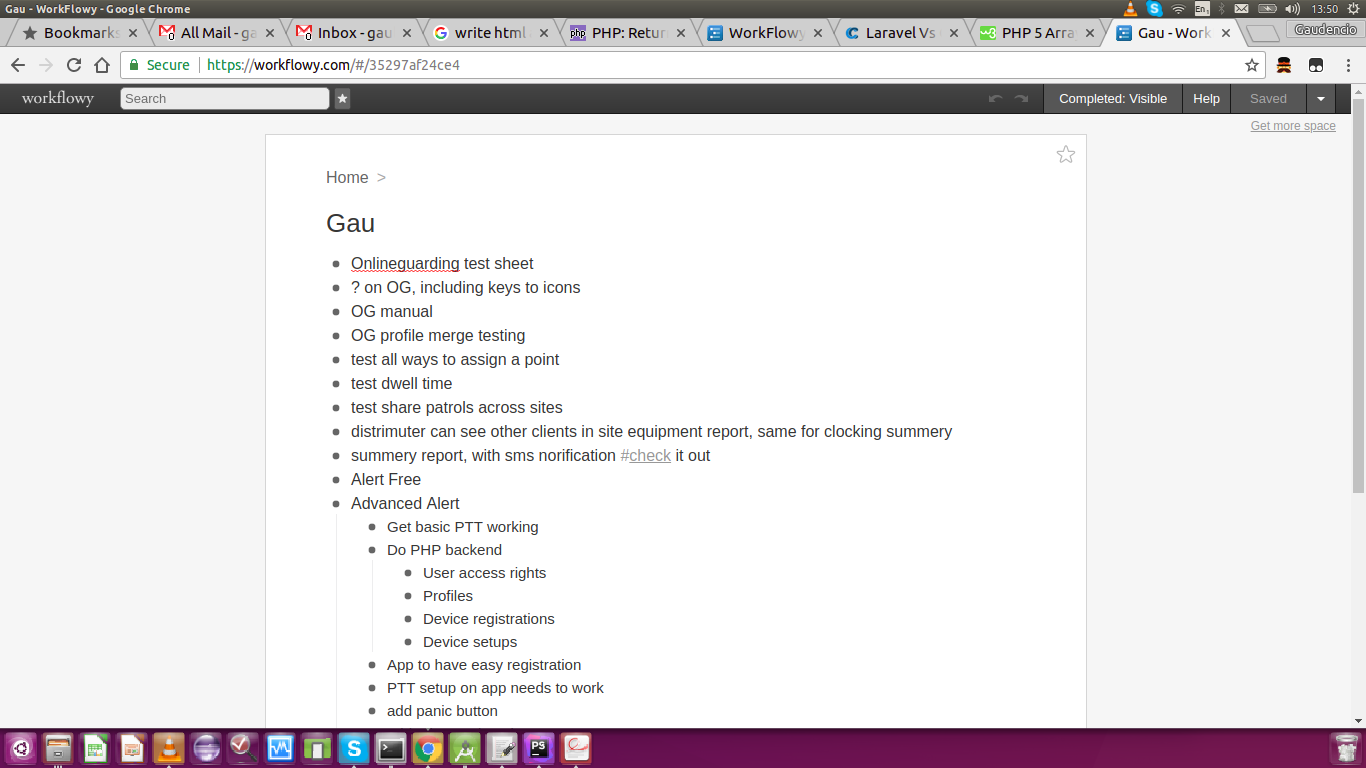 Gau - WorkFlowy - Google Chrome
En₁ 13:50
Bookmarks
All Mail - ga
Inbox - gau
write html
php PHP: Retur
WorkFlowy
Laravel Vs
PHP 5 Arra
Gau - Work
Gaudencio
Secure https://workflowy.com/#/35297af24ce4
workflowy Search Completed: Visible Help Saved
Get more space
Home >
Gau
Onlineguarding test sheet
? on OG, including keys to icons
OG manual
OG profile merge testing
test all ways to assign a point
test dwell time
test share patrols across sites
distrimuter can see other clients in site equipment report, same for clocking summery
summery report, with sms norification #check it out
Alert Free
Advanced Alert
Get basic PTT working
Do PHP backend
User access rights
Profiles
Device registrations
Device setups
App to have easy registration
PTT setup on app needs to work
add panic button
PS